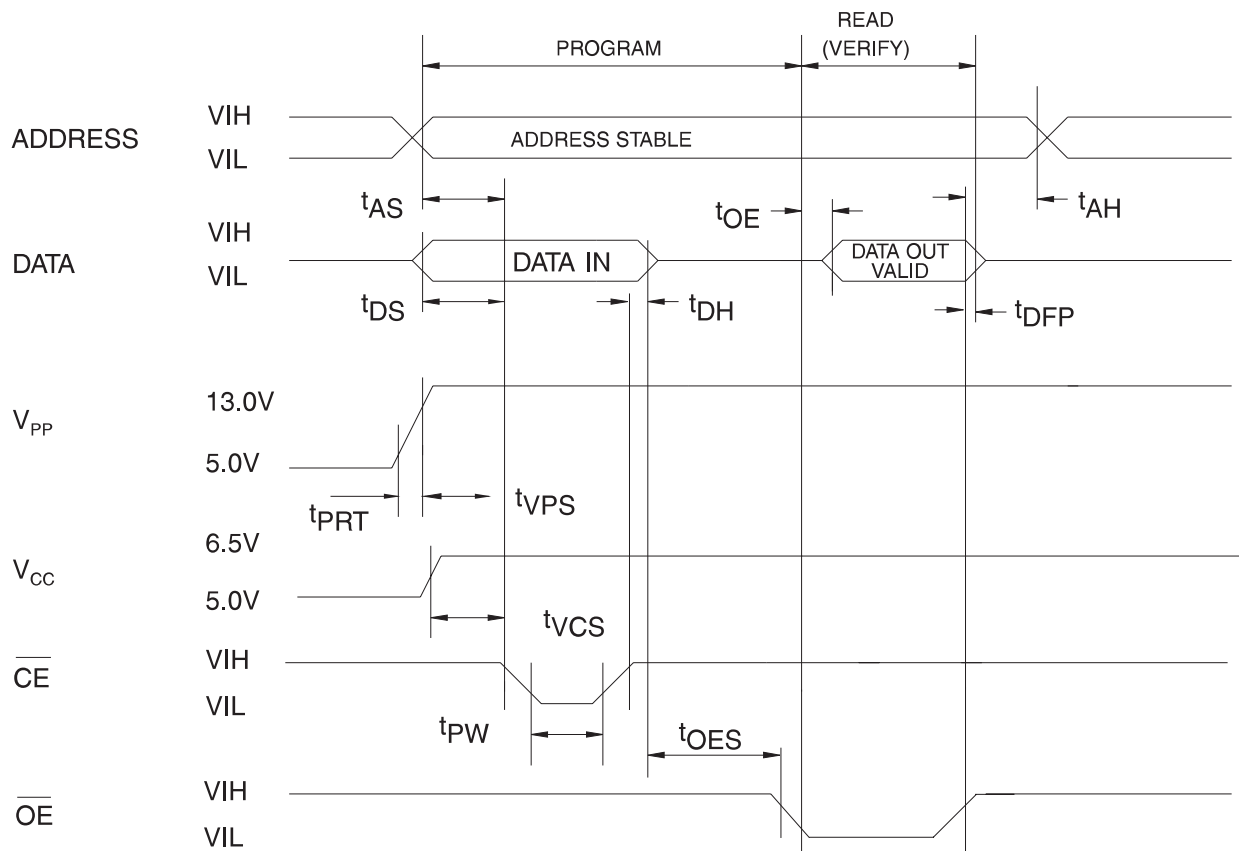 READ
PROGRAM (VERIFY)
VIH
ADDRESS
ADDRESS STABLE
VIL
tAS
tOE
tAH
VIH
DATA
DATA IN
DATA OUT
VALID
VIL
tDS
tDH
tDFP
13.0V
VPP
5.0V
tPRT
tVPS
6.5V
VCC
5.0V
tVCS
CE
VIH
VIL
tPW
tOES
OE
VIH
VIL